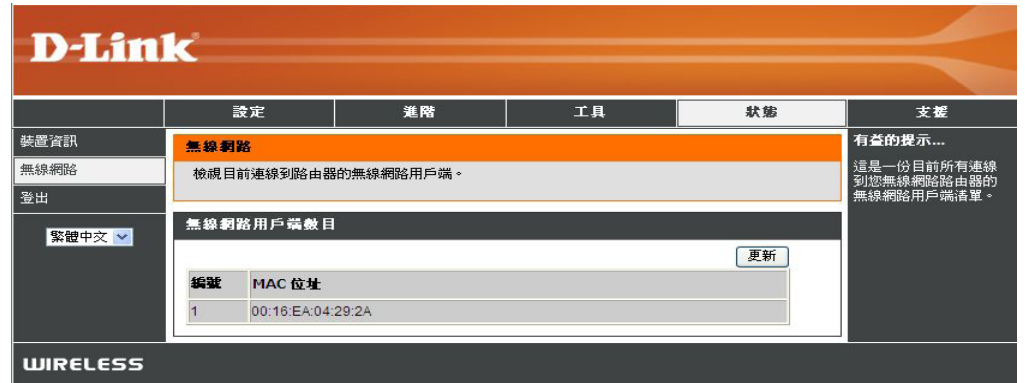 D-Link
設定 進階 工具 狀態 支援
裝置資訊
無線網路
登出
繁體中文
無線網路
檢視目前連線到路由器的無線網路用戶端。
無線網路用戶端數目
更新
編號 MAC 位址
1 00:16:EA:04:29:2A
有益的提示...
這是一份目前所有連線
到您無線網路路由器的
無線網路用戶端清單。
WIRELESS